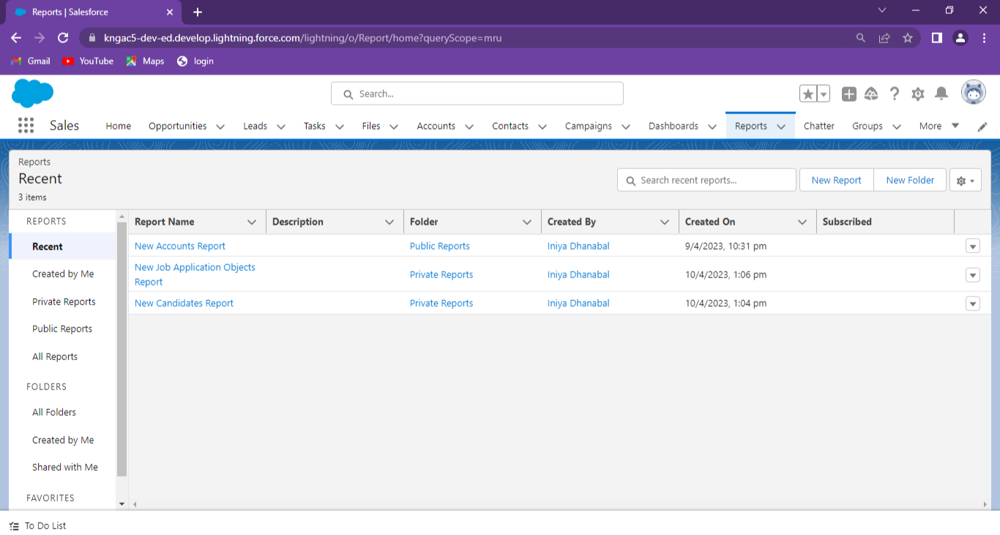 Reports | Salesforce
kngac5-dev-ed.develop.lightning.force.com/lightning/o/Report/home?queryScope=mru
Gmail YouTube Maps login
Search...
Sales Home Opportunities Leads Tasks Files Accounts Contacts Campaigns Dashboards Reports Chatter Groups More
Reports
Recent
3 items
Search recent reports...
New Report New Folder
REPORTS
Recent
Created by Me
Private Reports
Public Reports
All Reports
FOLDERS
All Folders
Created by Me
Shared with Me
FAVORITES
Report Name Description Folder Created By Created On Subscribed
New Accounts Report Public Reports Iniya Dhanabal 9/4/2023, 10:31 pm
New Job Application Objects
Report Private Reports Iniya Dhanabal 10/4/2023, 1:06 pm
New Candidates Report Private Reports Iniya Dhanabal 10/4/2023, 1:04 pm
To Do List